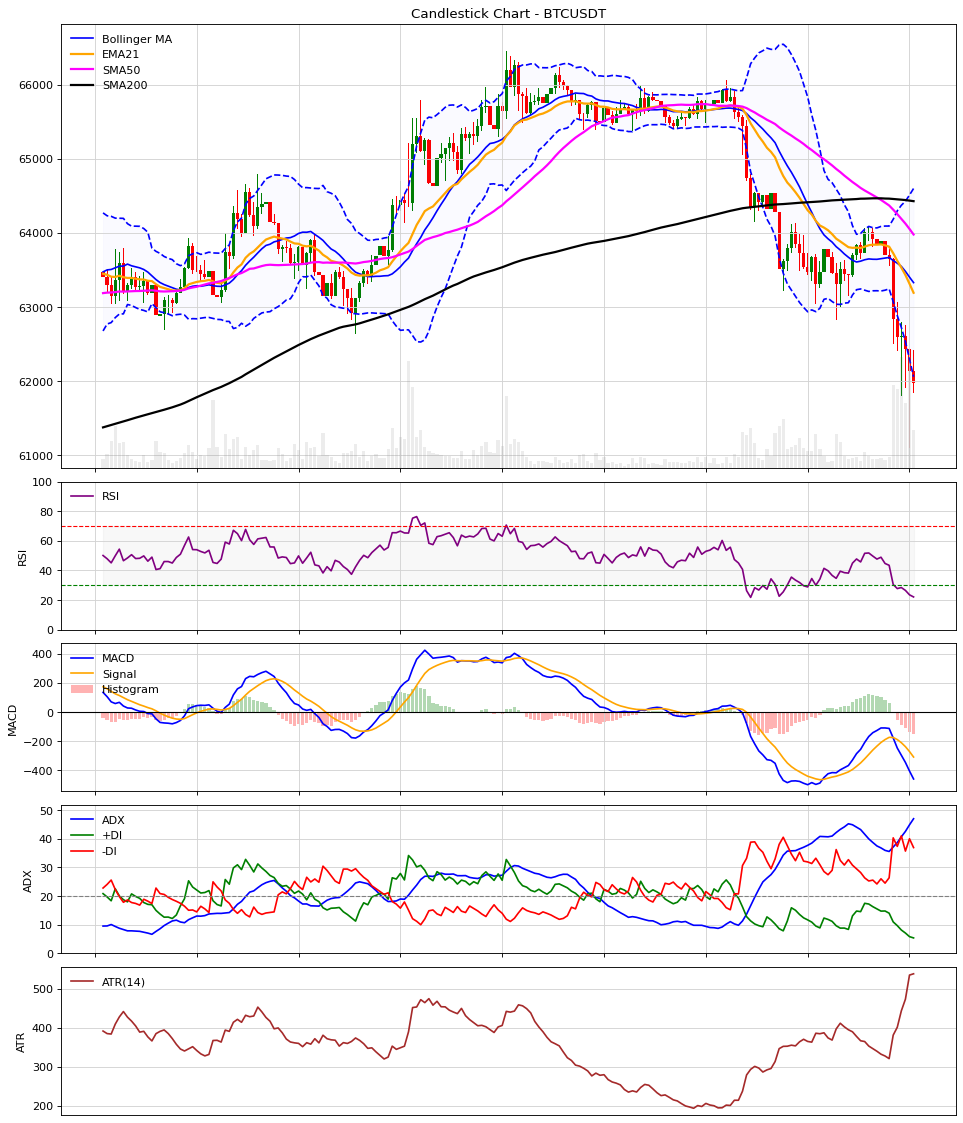 Candlestick Chart - BTCUSDT
Bollinger MA
EMA21
SMA50
SMA200
66000
65000
64000
63000
62000
61000
RSI
100
80
60
40
20
0
RSI
MACD
Signal
Histogram
400
200
0
−200
−400
MACD
ADX
+DI
-DI
50
40
30
20
10
0
ADX
ATR(14)
500
400
300
200
ATR